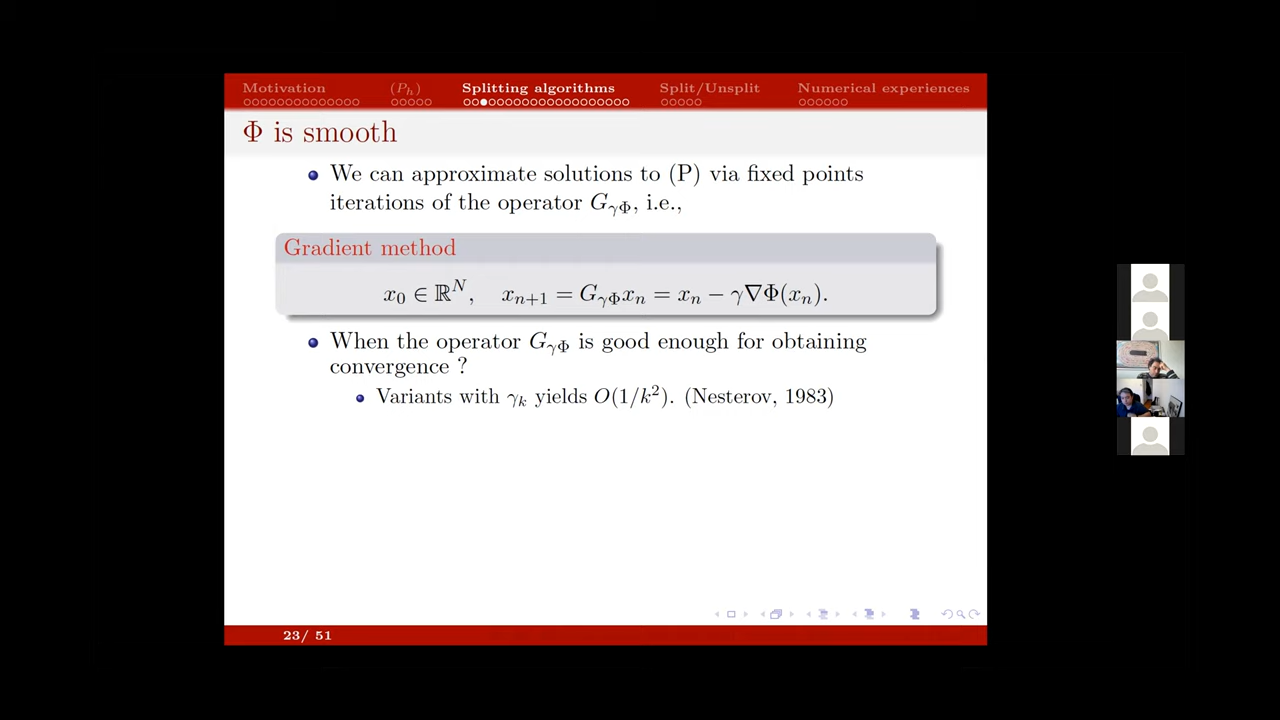 Motivation (P_h) Splitting algorithms Split/Unsplit Numerical experiences
Φ is smooth
We can approximate solutions to (P) via fixed points
iterations of the operator G_{γΦ}, i.e.,
Gradient method
x_0 ∈ ℝ^N, x_{n+1} = G_{γΦ}x_n = x_n − γ∇Φ(x_n).
When the operator G_{γΦ} is good enough for obtaining
convergence ?
Variants with γ_k yields O(1/k^2). (Nesterov, 1983)
23/ 51